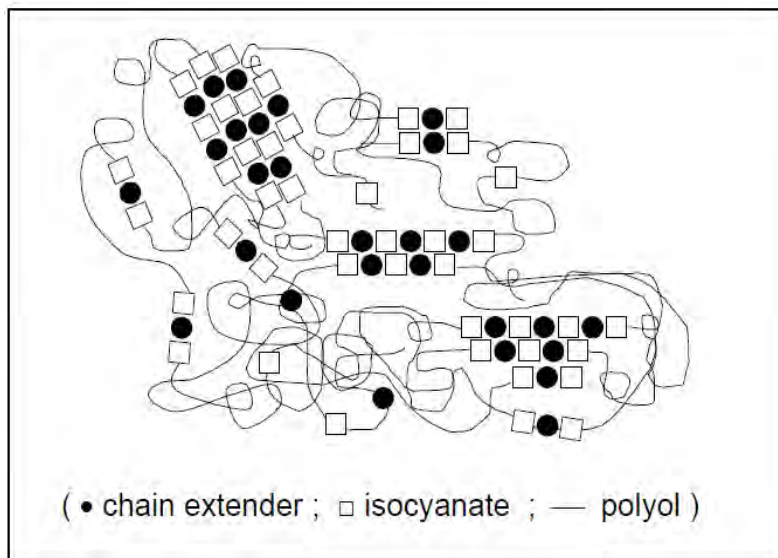 ( • chain extender ; □ isocyanate ; — polyol )